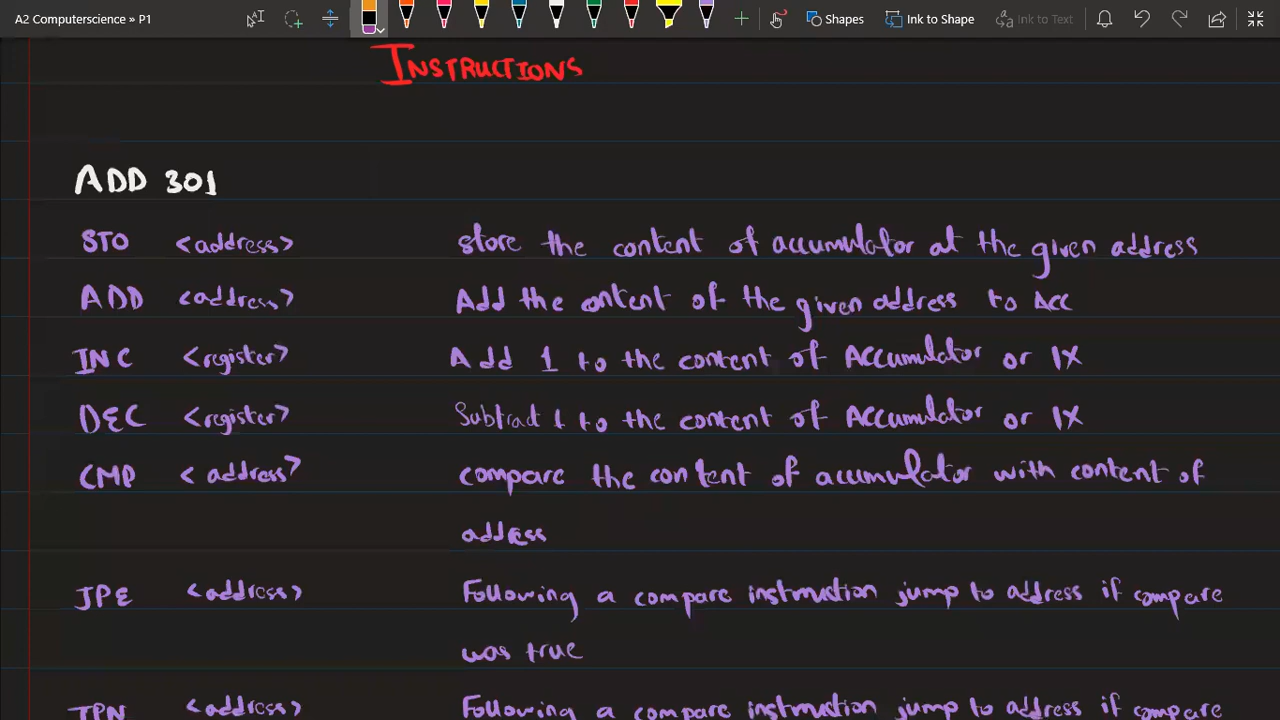 A2 Computerscience » P1
Shapes
Ink to Shape
Ink to Text
INSTRUCTIONS
ADD 301
STO <address> store the content of accumulator at the given address
ADD <address> Add the content of the given address to Acc
INC <register> Add 1 to the content of Accumulator or IX
DEC <register> Subtract 1 to the content of Accumulator or IX
CMP <address> compare the content of accumulator with content of
address
JPE <address> Following a compare instruction jump to address if compare
was true
JPN <address> Following a compare instruction jump to address if compare